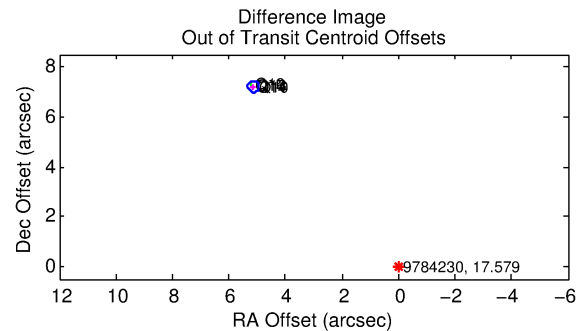 Difference Image
Out of Transit Centroid Offsets
Dec Offset (arcsec)
8
6
4
2
0
9784230, 17.579
12 10 8 6 4 2 0 −2 −4 −6
RA Offset (arcsec)